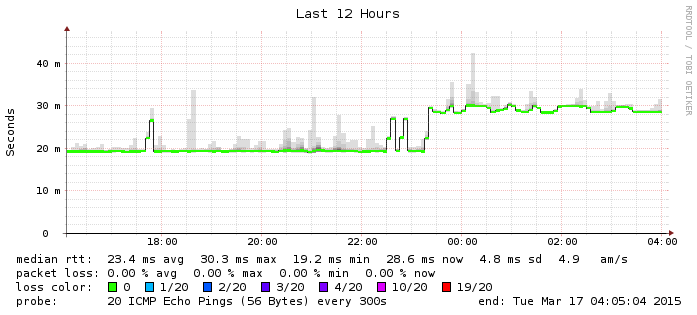 Last 12 Hours
RRDTOOL / TOBI OETIKER
Seconds
40 m
30 m
20 m
10 m
0
18:00 20:00 22:00 00:00 02:00 04:00
median rtt: 23.4 ms avg 30.3 ms max 19.2 ms min 28.6 ms now 4.8 ms sd 4.9 am/s
packet loss: 0.00 % avg 0.00 % max 0.00 % min 0.00 % now
loss color: 0 1/20 2/20 3/20 4/20 10/20 19/20
probe: 20 ICMP Echo Pings (56 Bytes) every 300s end: Tue Mar 17 04:05:04 2015